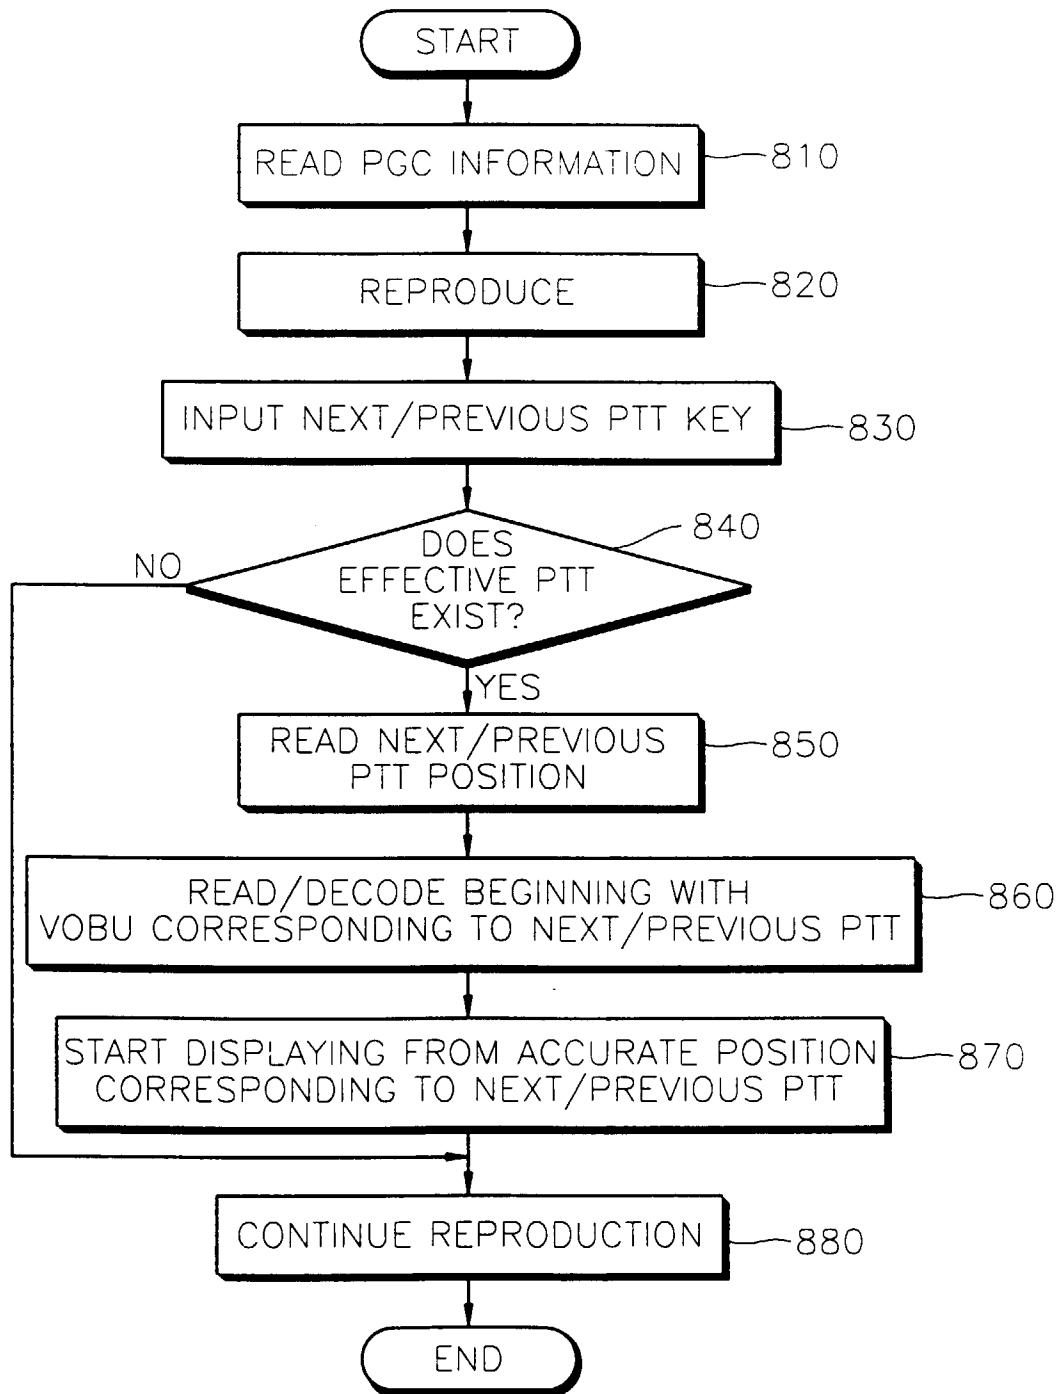 START
READ PGC INFORMATION
810
REPRODUCE
820
INPUT NEXT/PREVIOUS PTT KEY
830
DOES
EFFECTIVE PTT
EXIST?
840
NO
YES
READ NEXT/PREVIOUS
PTT POSITION
850
READ/DECODE BEGINNING WITH
VOBU CORRESPONDING TO NEXT/PREVIOUS PTT
860
START DISPLAYING FROM ACCURATE POSITION
CORRESPONDING TO NEXT/PREVIOUS PTT
870
CONTINUE REPRODUCTION
880
END